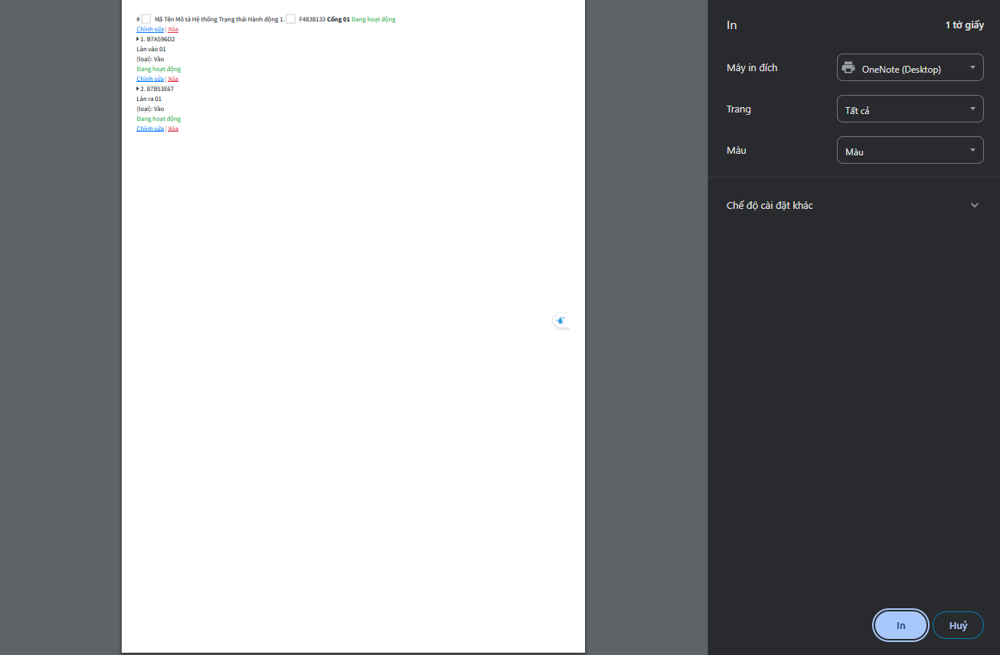 # Mã Tên Mô tả Hệ thống Trạng thái Hành động 1. F4838133 Cổng 01 Đang hoạt động
Chỉnh sửa | Xóa
1. B7A596D2
Làn vào 01
(loại): Vào
Đang hoạt động
Chỉnh sửa | Xóa
2. 87B53E67
Làn ra 01
(loại): Vào
Đang hoạt động
Chỉnh sửa | Xóa
In
1 tờ giấy
Máy in đích
OneNote (Desktop)
Trang
Tất cả
Màu
Màu
Chế độ cài đặt khác
In
Huỷ